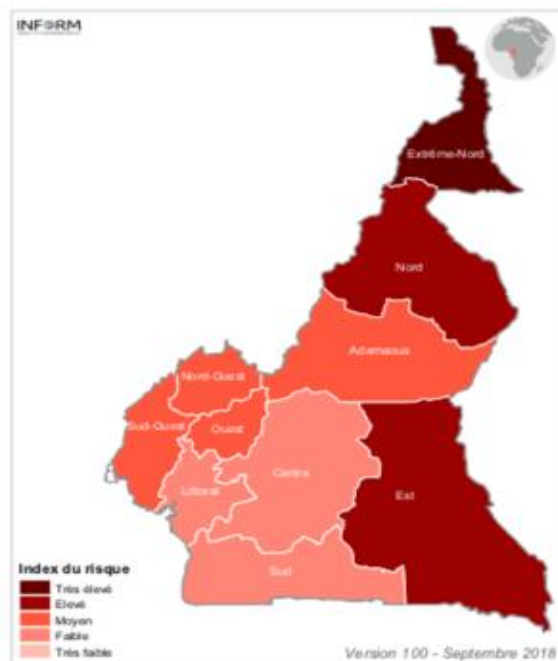 INFORM
Extrême-Nord
Nord
Adamaoua
Nord-Ouest
Sud-Ouest
Ouest
Centre
Littoral
Est
Sud
Index du risque
Très élevé
Elevé
Moyen
Faible
Très faible
Version 100 - Septembre 2018